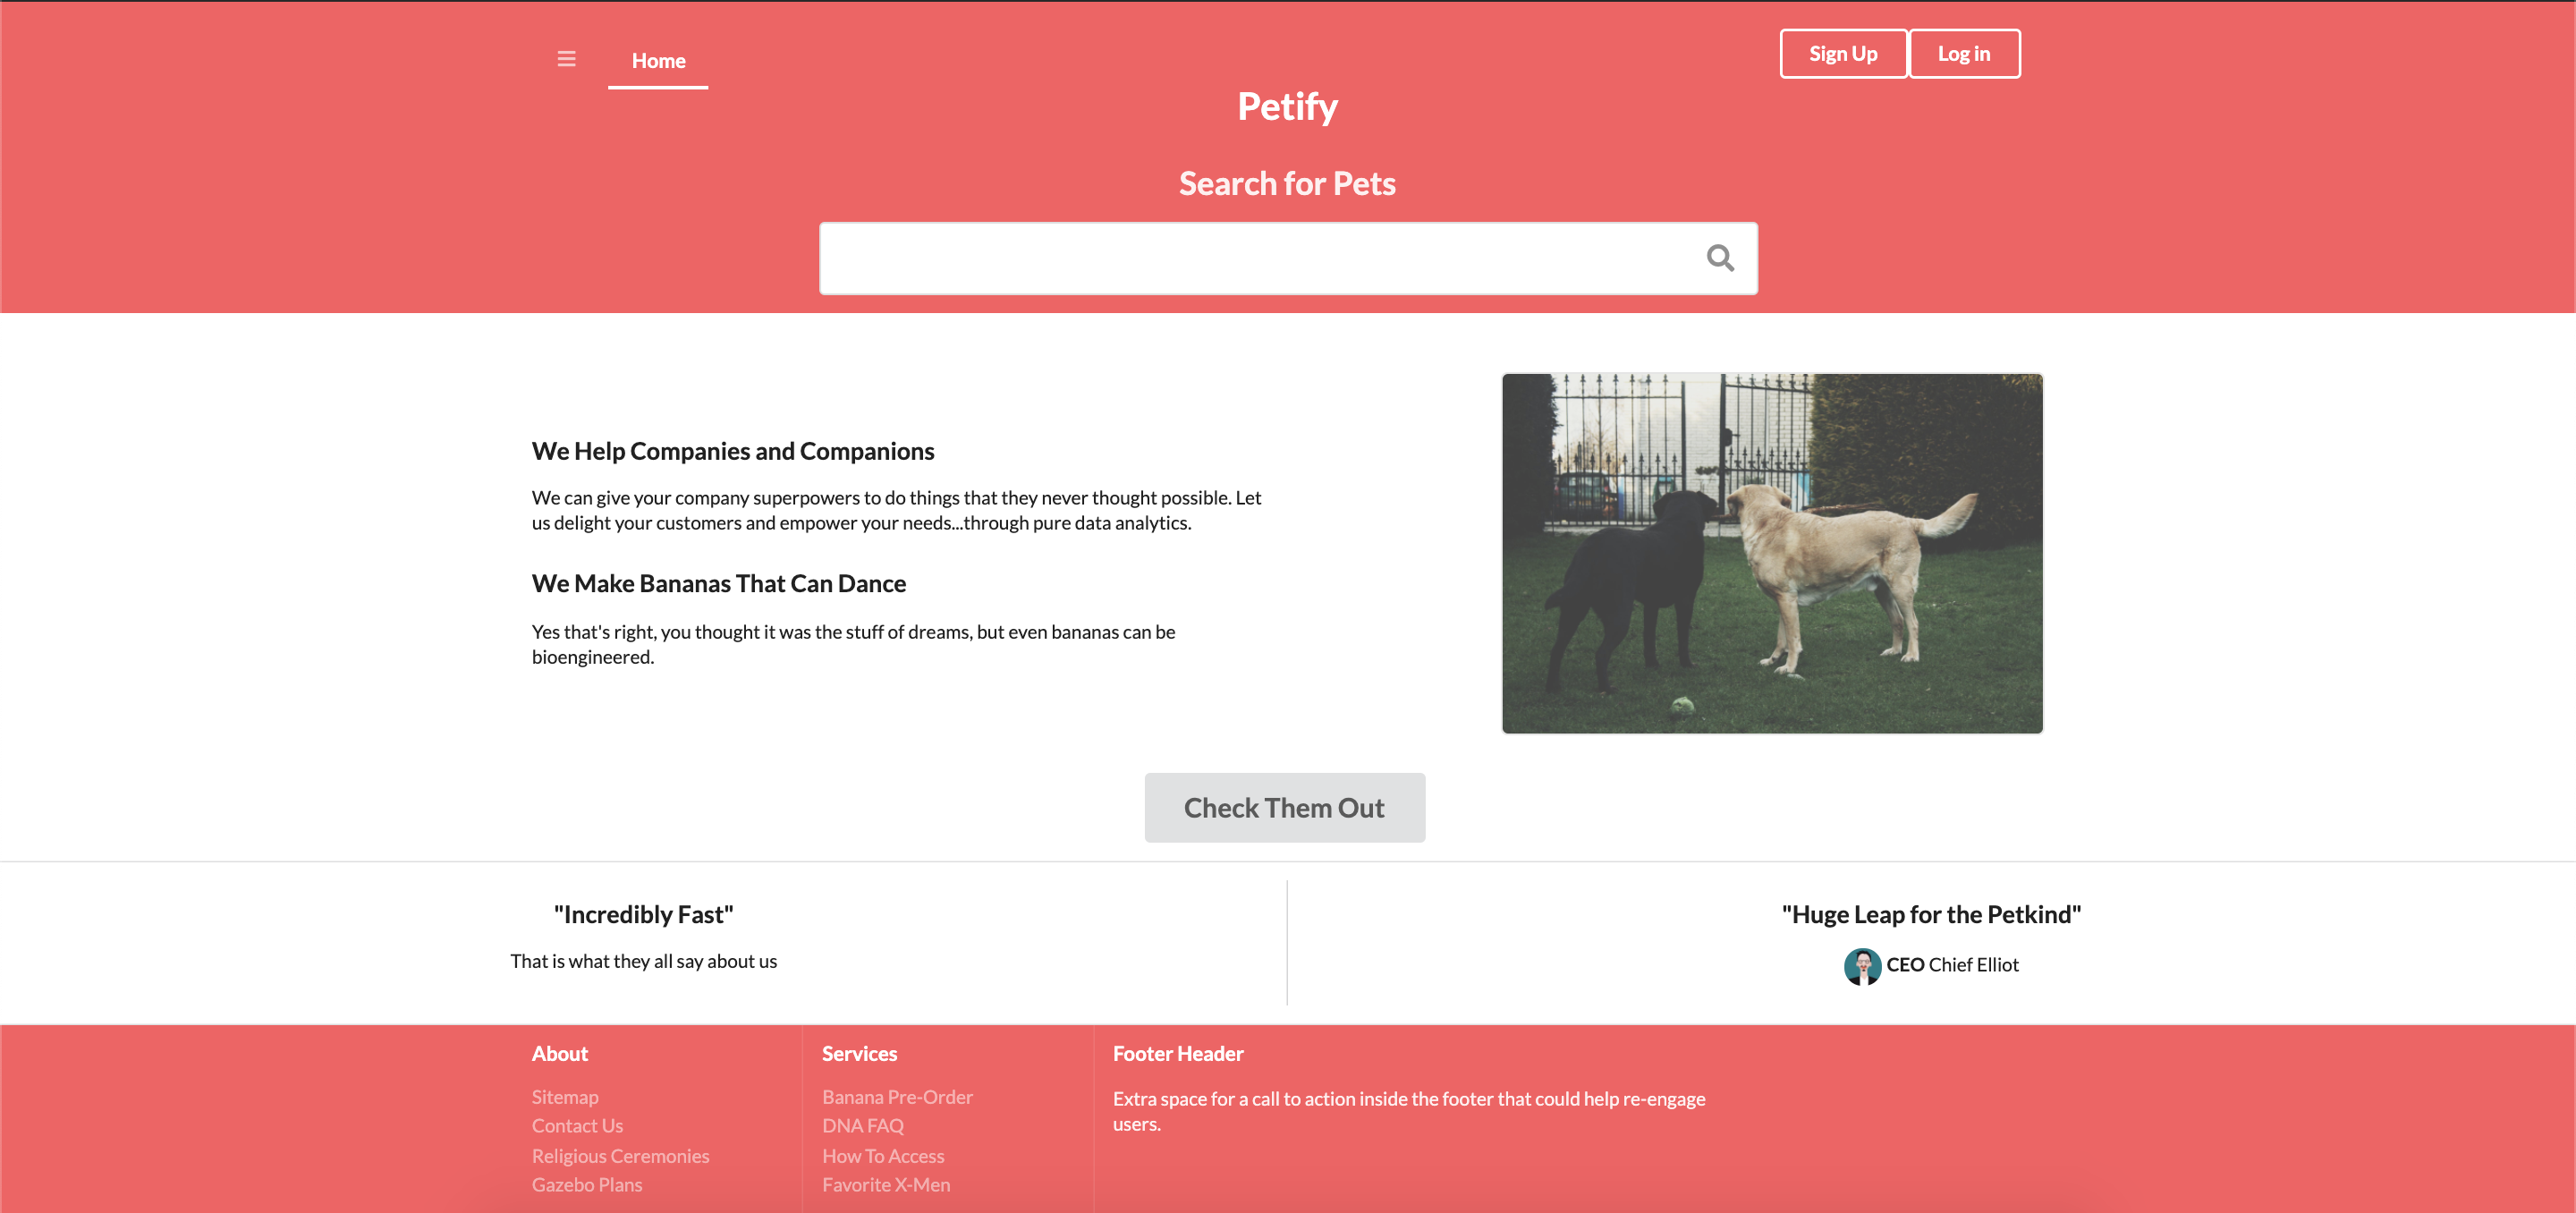 Home
Sign Up
Log in
Petify
Search for Pets
We Help Companies and Companions
We can give your company superpowers to do things that they never thought possible. Let
us delight your customers and empower your needs...through pure data analytics.
We Make Bananas That Can Dance
Yes that's right, you thought it was the stuff of dreams, but even bananas can be
bioengineered.
Check Them Out
"Incredibly Fast"
That is what they all say about us
"Huge Leap for the Petkind"
CEO Chief Elliot
About
Sitemap
Contact Us
Religious Ceremonies
Gazebo Plans
Services
Banana Pre-Order
DNA FAQ
How To Access
Favorite X-Men
Footer Header
Extra space for a call to action inside the footer that could help re-engage
users.